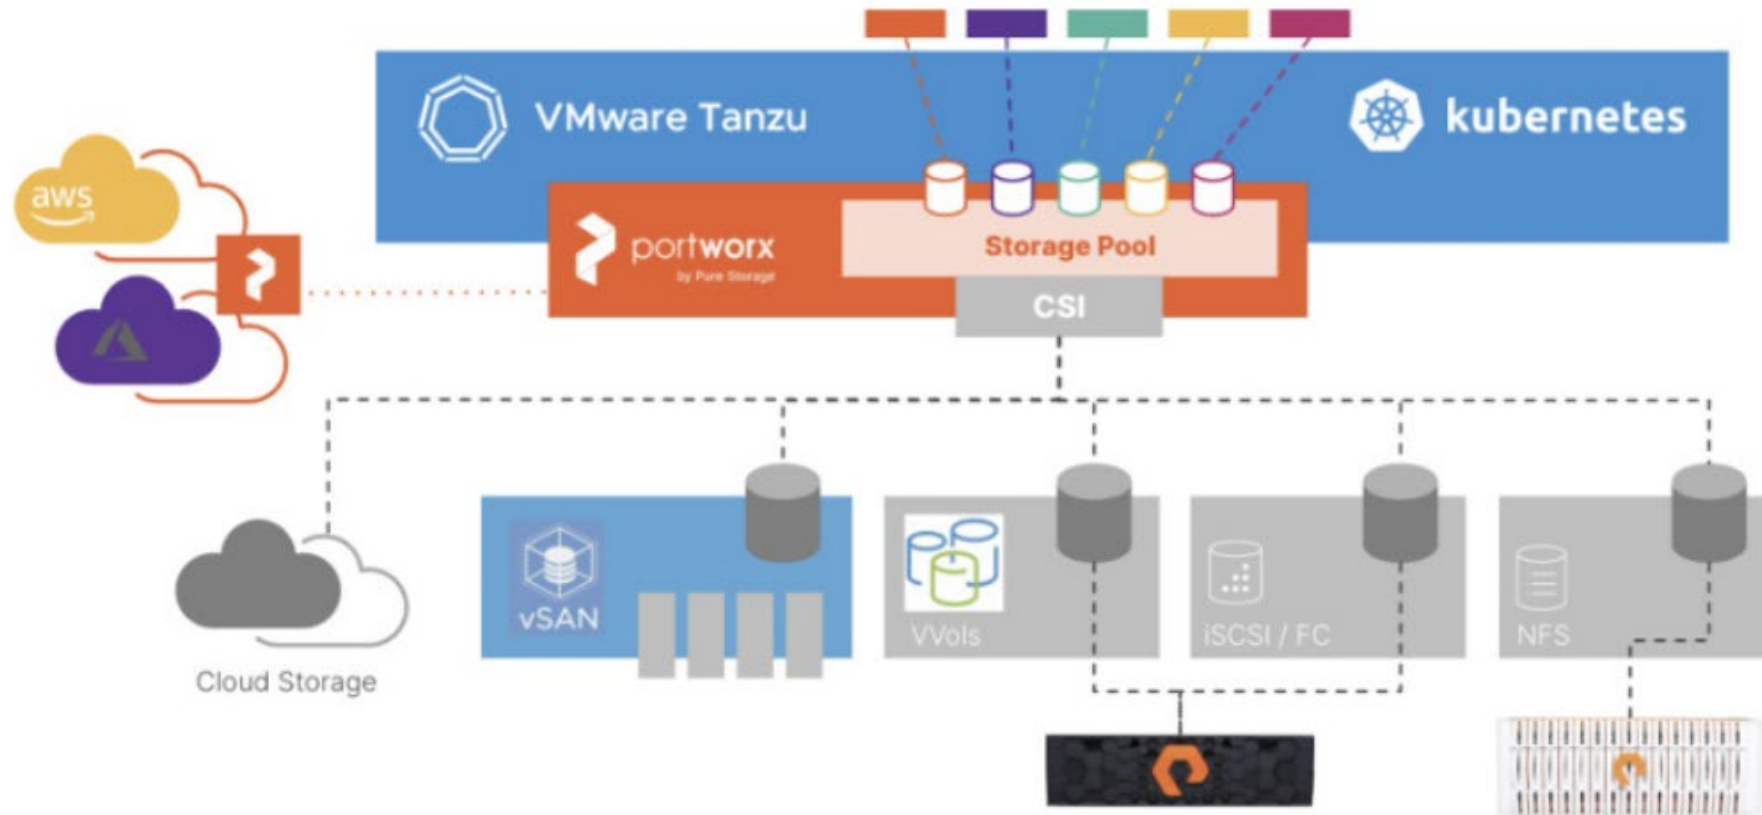 VMware Tanzu
kubernetes
aws
portworx
by Pure Storage
Storage Pool
CSI
vSAN
VVols
iSCSI / FC
NFS
Cloud Storage